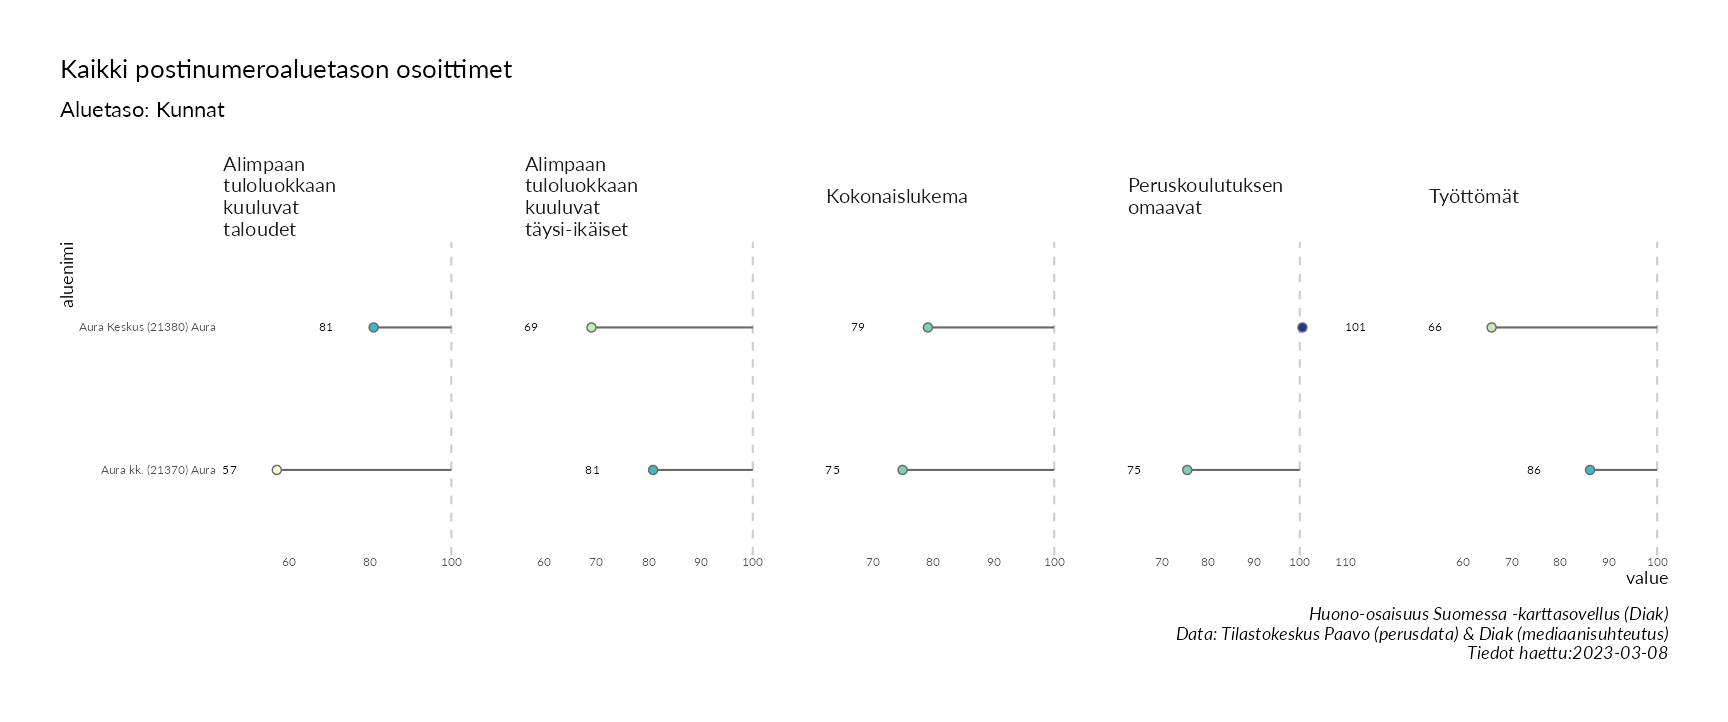 Kaikki postinumeroaluetason osoittimet
Aluetaso: Kunnat
Alimpaan
tuloluokkaan
kuuluvat
taloudet
Alimpaan
tuloluokkaan
kuuluvat
täysi-ikäiset
Kokonaislukema
Peruskoulutuksen
omaavat
Työttömät
aluenimi
Aura Keskus (21380) Aura 81 69 79 101 66
Aura kk. (21370) Aura 57 81 75 75 86
60 80 100 60 70 80 90 100 70 80 90 100 70 80 90 100 110 60 70 80 90 100
value
Huono-osaisuus Suomessa -karttasovellus (Diak)
Data: Tilastokeskus Paavo (perusdata) & Diak (mediaanisuhteutus)
Tiedot haettu:2023-03-08